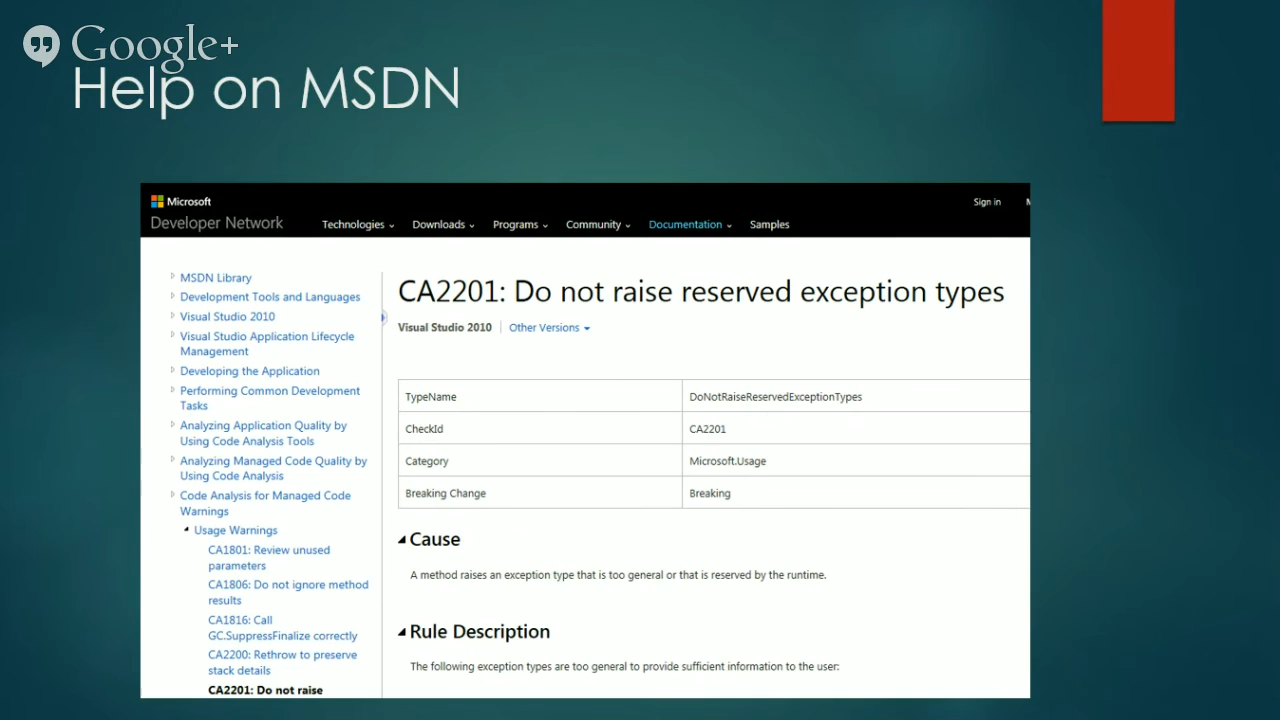 Google+
Help on MSDN
Microsoft
Sign in
Developer Network
Technologies
Downloads
Programs
Community
Documentation
Samples
MSDN Library
Development Tools and Languages
Visual Studio 2010
Visual Studio Application Lifecycle
Management
Developing the Application
Performing Common Development
Tasks
Analyzing Application Quality by
Using Code Analysis Tools
Analyzing Managed Code Quality by
Using Code Analysis
Code Analysis for Managed Code
Warnings
Usage Warnings
CA1801: Review unused
parameters
CA1806: Do not ignore method
results
CA1816: Call
GC.SuppressFinalize correctly
CA2200: Rethrow to preserve
stack details
CA2201: Do not raise
CA2201: Do not raise reserved exception types
Visual Studio 2010
Other Versions
TypeName DoNotRaiseReservedExceptionTypes
CheckId CA2201
Category Microsoft.Usage
Breaking Change Breaking
Cause
A method raises an exception type that is too general or that is reserved by the runtime.
Rule Description
The following exception types are too general to provide sufficient information to the user: